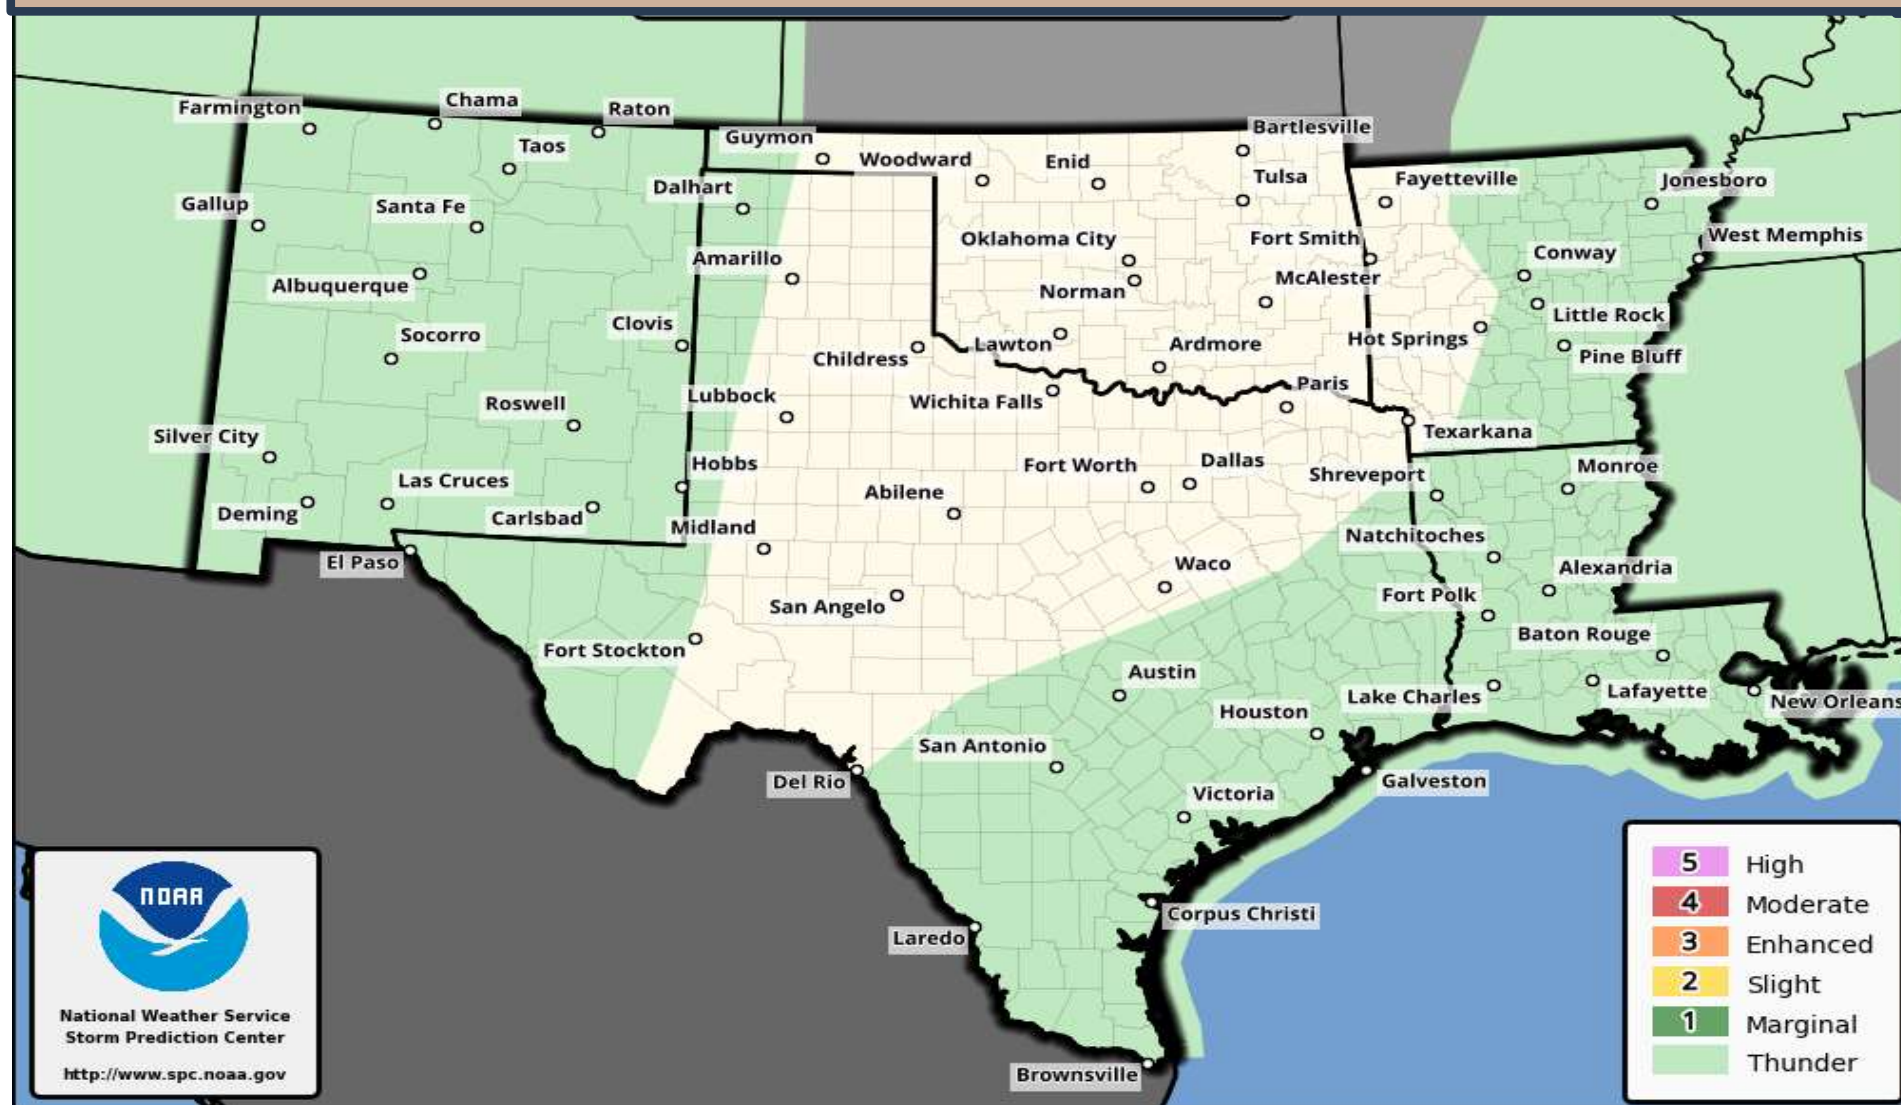 Farmington
Chama
Raton
Taos
Guymon
Woodward
Enid
Bartlesville
Tulsa
Fayetteville
Jonesboro
Gallup
Santa Fe
Dalhart
Oklahoma City
Fort Smith
West Memphis
Conway
Albuquerque
Amarillo
Norman
McAlester
Little Rock
Socorro
Clovis
Childress
Lawton
Ardmore
Hot Springs
Pine Bluff
Roswell
Lubbock
Wichita Falls
Paris
Texarkana
Silver City
Hobbs
Fort Worth
Dallas
Shreveport
Monroe
Las Cruces
Abilene
Deming
Carlsbad
Midland
Natchitoches
El Paso
Waco
Alexandria
San Angelo
Fort Polk
Fort Stockton
Baton Rouge
Austin
Lake Charles
Lafayette
New Orleans
Houston
San Antonio
Del Rio
Galveston
Victoria
Corpus Christi
Laredo
Brownsville
NOAA
National Weather Service
Storm Prediction Center
http://www.spc.noaa.gov
5 High
4 Moderate
3 Enhanced
2 Slight
1 Marginal
Thunder